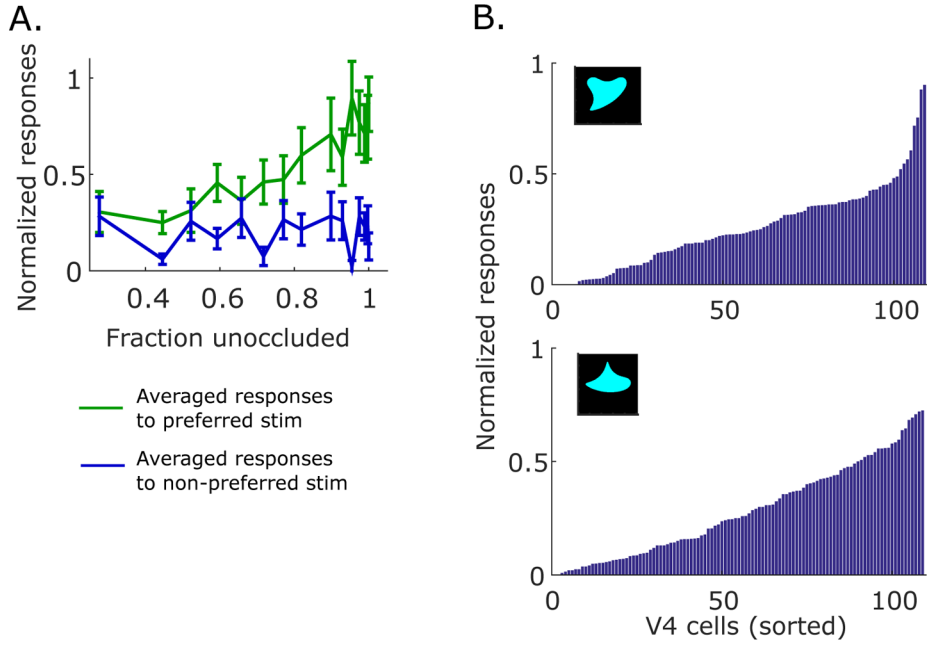 A.
Normalized responses
1
0.5
0
0.4
0.6
0.8
1
Fraction unoccluded
Averaged responses
to preferred stim
Averaged responses
to non-preferred stim
B.
Normalized responses
1
0.5
0
0
50
100
1
0.5
0
0
50
100
V4 cells (sorted)